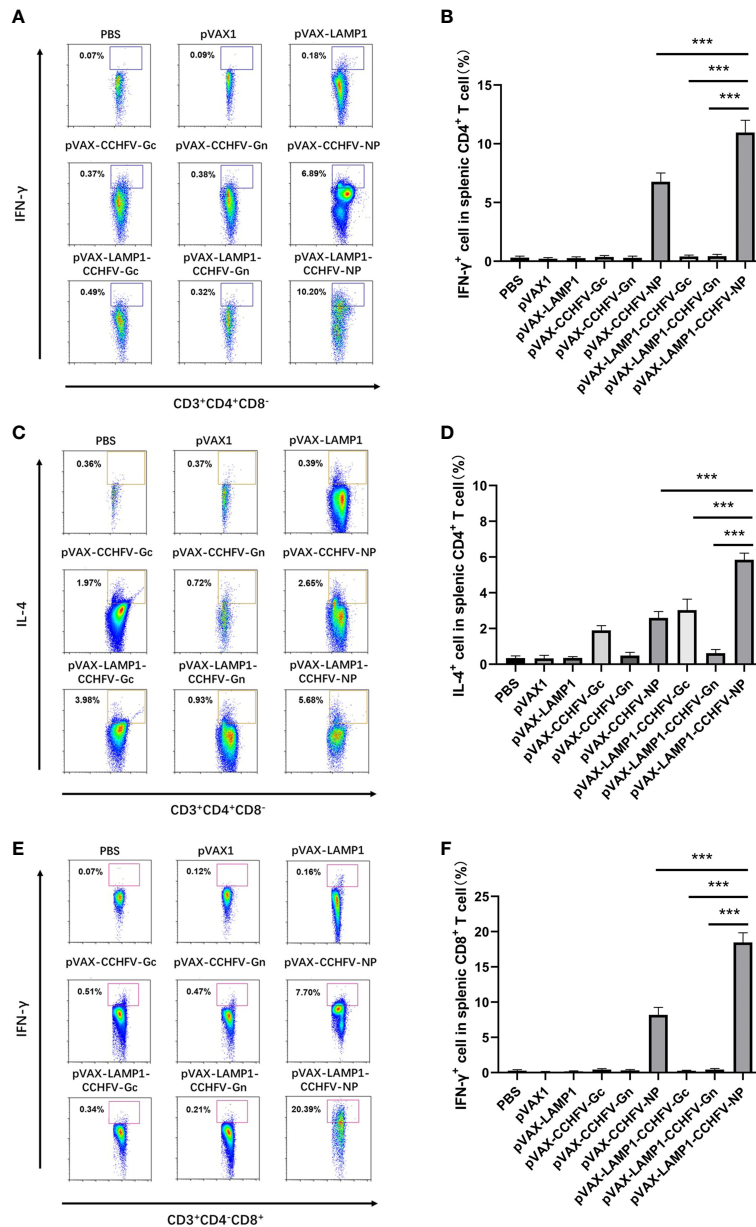 A
PBS
pVAX1
pVAX-LAMP1
0.07%
0.09%
0.18%
pVAX-CCHFV-Gc
pVAX-CCHFV-Gn
pVAX-CCHFV-NP
0.37%
0.38%
6.89%
pVAX-LAMP1-
CCHFV-Gc
pVAX-LAMP1-
CCHFV-Gn
pVAX-LAMP1-
CCHFV-NP
0.49%
0.32%
10.20%
IFN-γ
CD3⁺CD4⁺CD8⁻
B
***
***
***
IFN-γ⁺ cell in splenic CD4⁺ T cell(%)
15
10
5
0
PBS
pVAX1
pVAX-LAMP1
pVAX-CCHFV-Gc
pVAX-CCHFV-Gn
pVAX-CCHFV-NP
pVAX-LAMP1-CCHFV-Gc
pVAX-LAMP1-CCHFV-Gn
pVAX-LAMP1-CCHFV-NP
C
PBS
pVAX1
pVAX-LAMP1
0.36%
0.37%
0.39%
pVAX-CCHFV-Gc
pVAX-CCHFV-Gn
pVAX-CCHFV-NP
1.97%
0.72%
2.65%
pVAX-LAMP1-
CCHFV-Gc
pVAX-LAMP1-
CCHFV-Gn
pVAX-LAMP1-
CCHFV-NP
3.98%
0.93%
5.68%
IL-4
CD3⁺CD4⁺CD8⁻
D
***
***
***
IL-4⁺ cell in splenic CD4⁺ T cell(%)
10
8
6
4
2
0
PBS
pVAX1
pVAX-LAMP1
pVAX-CCHFV-Gc
pVAX-CCHFV-Gn
pVAX-CCHFV-NP
pVAX-LAMP1-CCHFV-Gc
pVAX-LAMP1-CCHFV-Gn
pVAX-LAMP1-CCHFV-NP
E
PBS
pVAX1
pVAX-LAMP1
0.07%
0.12%
0.16%
pVAX-CCHFV-Gc
pVAX-CCHFV-Gn
pVAX-CCHFV-NP
0.51%
0.47%
7.70%
pVAX-LAMP1-
CCHFV-Gc
pVAX-LAMP1-
CCHFV-Gn
pVAX-LAMP1-
CCHFV-NP
0.34%
0.21%
20.39%
IFN-γ
CD3⁺CD4⁻CD8⁺
F
***
***
***
IFN-γ⁺ cell in splenic CD8⁺ T cell(%)
25
20
15
10
5
0
PBS
pVAX1
pVAX-LAMP1
pVAX-CCHFV-Gc
pVAX-CCHFV-Gn
pVAX-CCHFV-NP
pVAX-LAMP1-CCHFV-Gc
pVAX-LAMP1-CCHFV-Gn
pVAX-LAMP1-CCHFV-NP